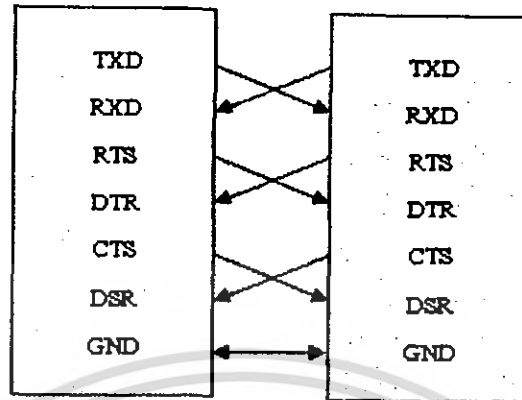 TXD
RXD
RTS
DTR
CTS
DSR
GND
TXD
RXD
RTS
DTR
CTS
DSR
GND